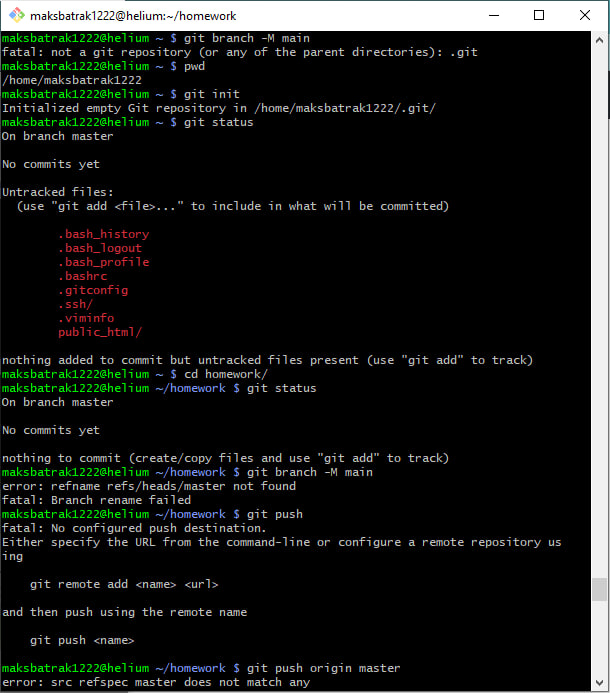 maksbatrak1222@helium:~/homework
maksbatrak1222@helium ~ $ git branch -M main
fatal: not a git repository (or any of the parent directories): .git
maksbatrak1222@helium ~ $ pwd
/home/maksbatrak1222
maksbatrak1222@helium ~ $ git init
Initialized empty Git repository in /home/maksbatrak1222/.git/
maksbatrak1222@helium ~ $ git status
On branch master
No commits yet
Untracked files:
(use "git add <file>..." to include in what will be committed)
.bash_history
.bash_logout
.bash_profile
.bashrc
.gitconfig
.ssh/
.viminfo
public_html/
nothing added to commit but untracked files present (use "git add" to track)
maksbatrak1222@helium ~ $ cd homework/
maksbatrak1222@helium ~/homework $ git status
On branch master
No commits yet
nothing to commit (create/copy files and use "git add" to track)
maksbatrak1222@helium ~/homework $ git branch -M main
error: refname refs/heads/master not found
fatal: Branch rename failed
maksbatrak1222@helium ~/homework $ git push
fatal: No configured push destination.
Either specify the URL from the command-line or configure a remote repository us
ing
git remote add <name> <url>
and then push using the remote name
git push <name>
maksbatrak1222@helium ~/homework $ git push origin master
error: src refspec master does not match any